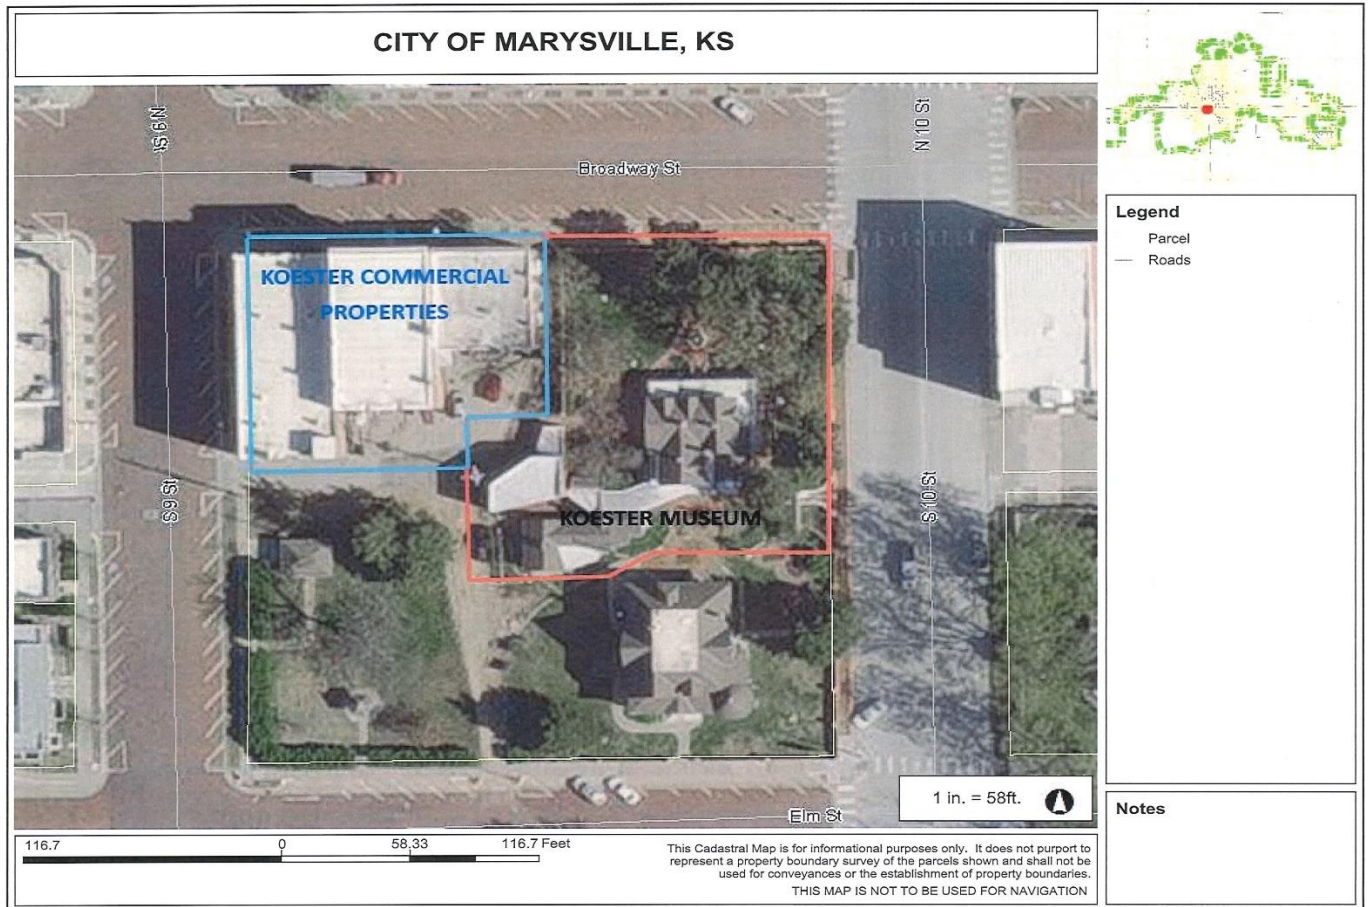 CITY OF MARYSVILLE, KS
N 9 St
N 10 St
Broadway St
KOESTER COMMERCIAL
PROPERTIES
S 9 St
S 10 St
KOESTER MUSEUM
Elm St
1 in. = 58ft.
Legend
Parcel
Roads
Notes
116.7 0 58.33 116.7 Feet
This Cadastral Map is for informational purposes only. It does not purport to
represent a property boundary survey of the parcels shown and shall not be
used for conveyances or the establishment of property boundaries.
THIS MAP IS NOT TO BE USED FOR NAVIGATION